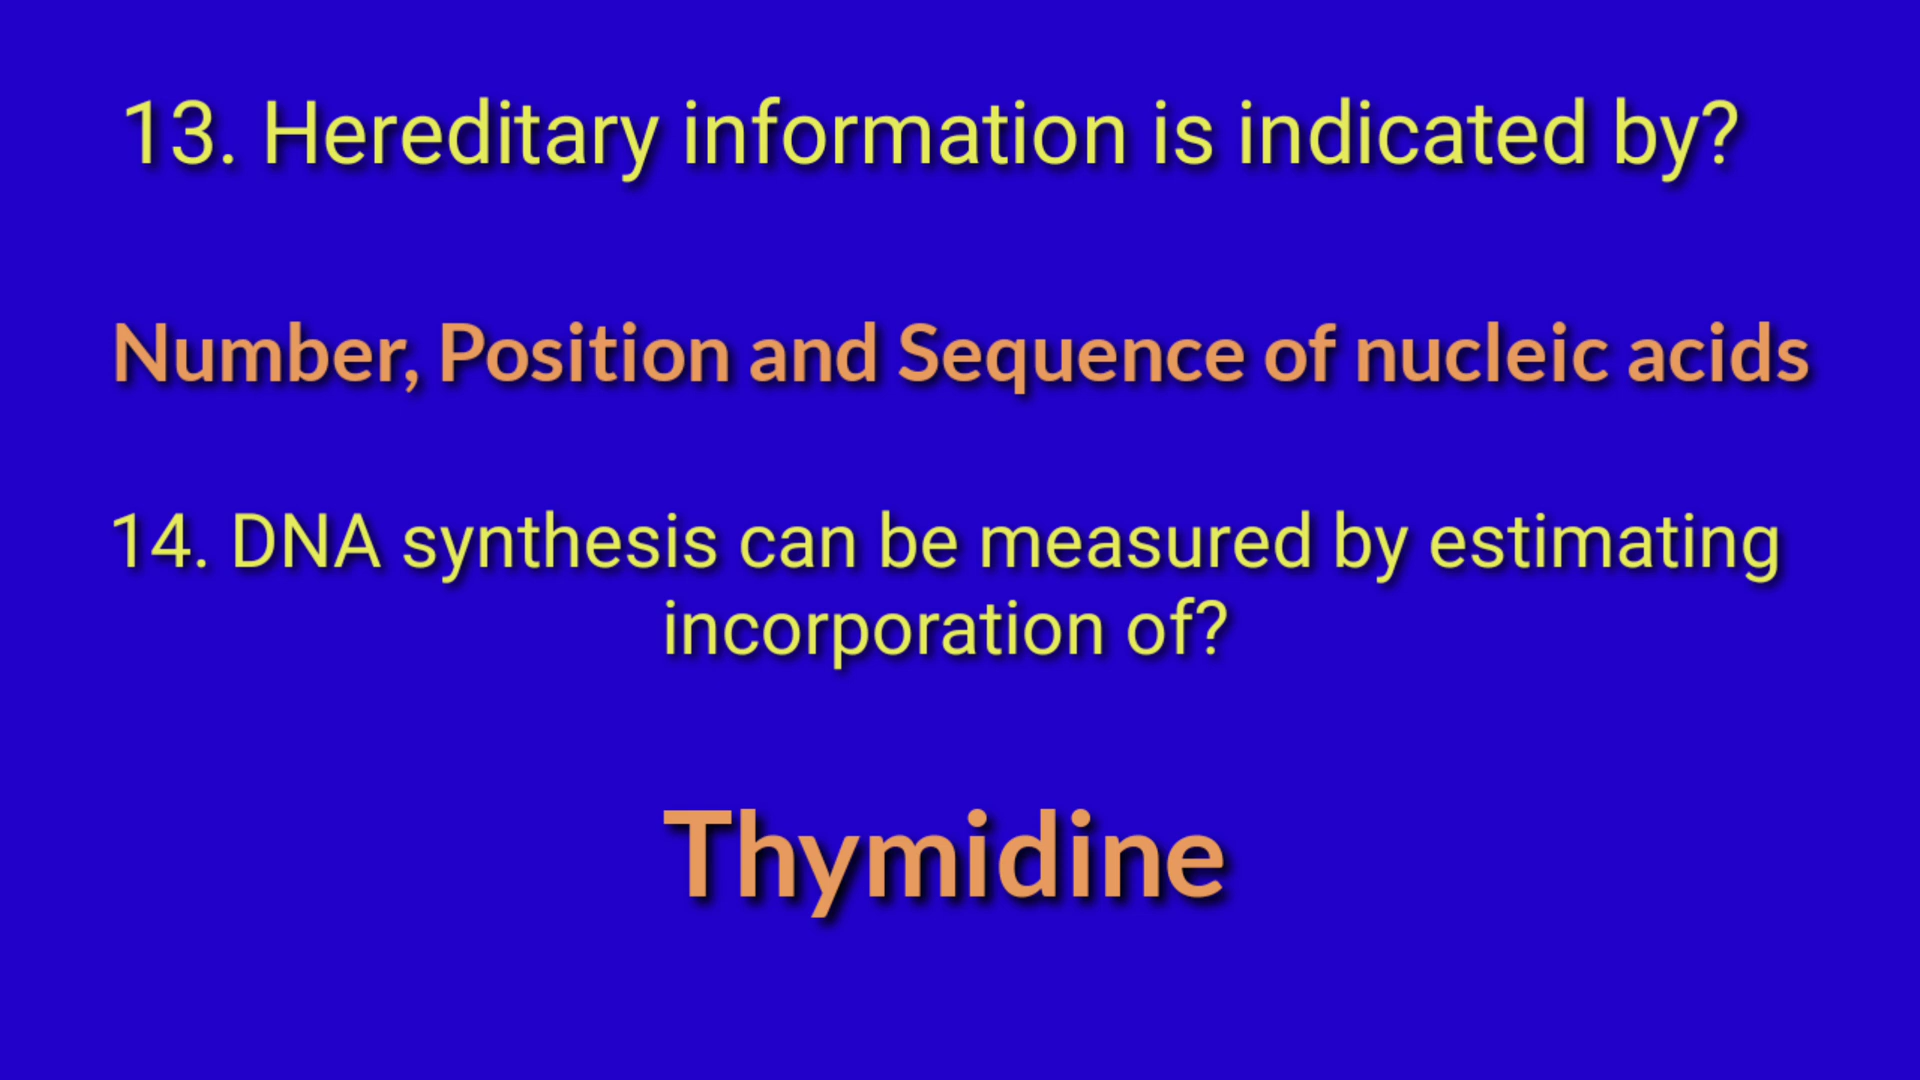 13. Hereditary information is indicated by?
Number, Position and Sequence of nucleic acids
14. DNA synthesis can be measured by estimating
incorporation of?
Thymidine